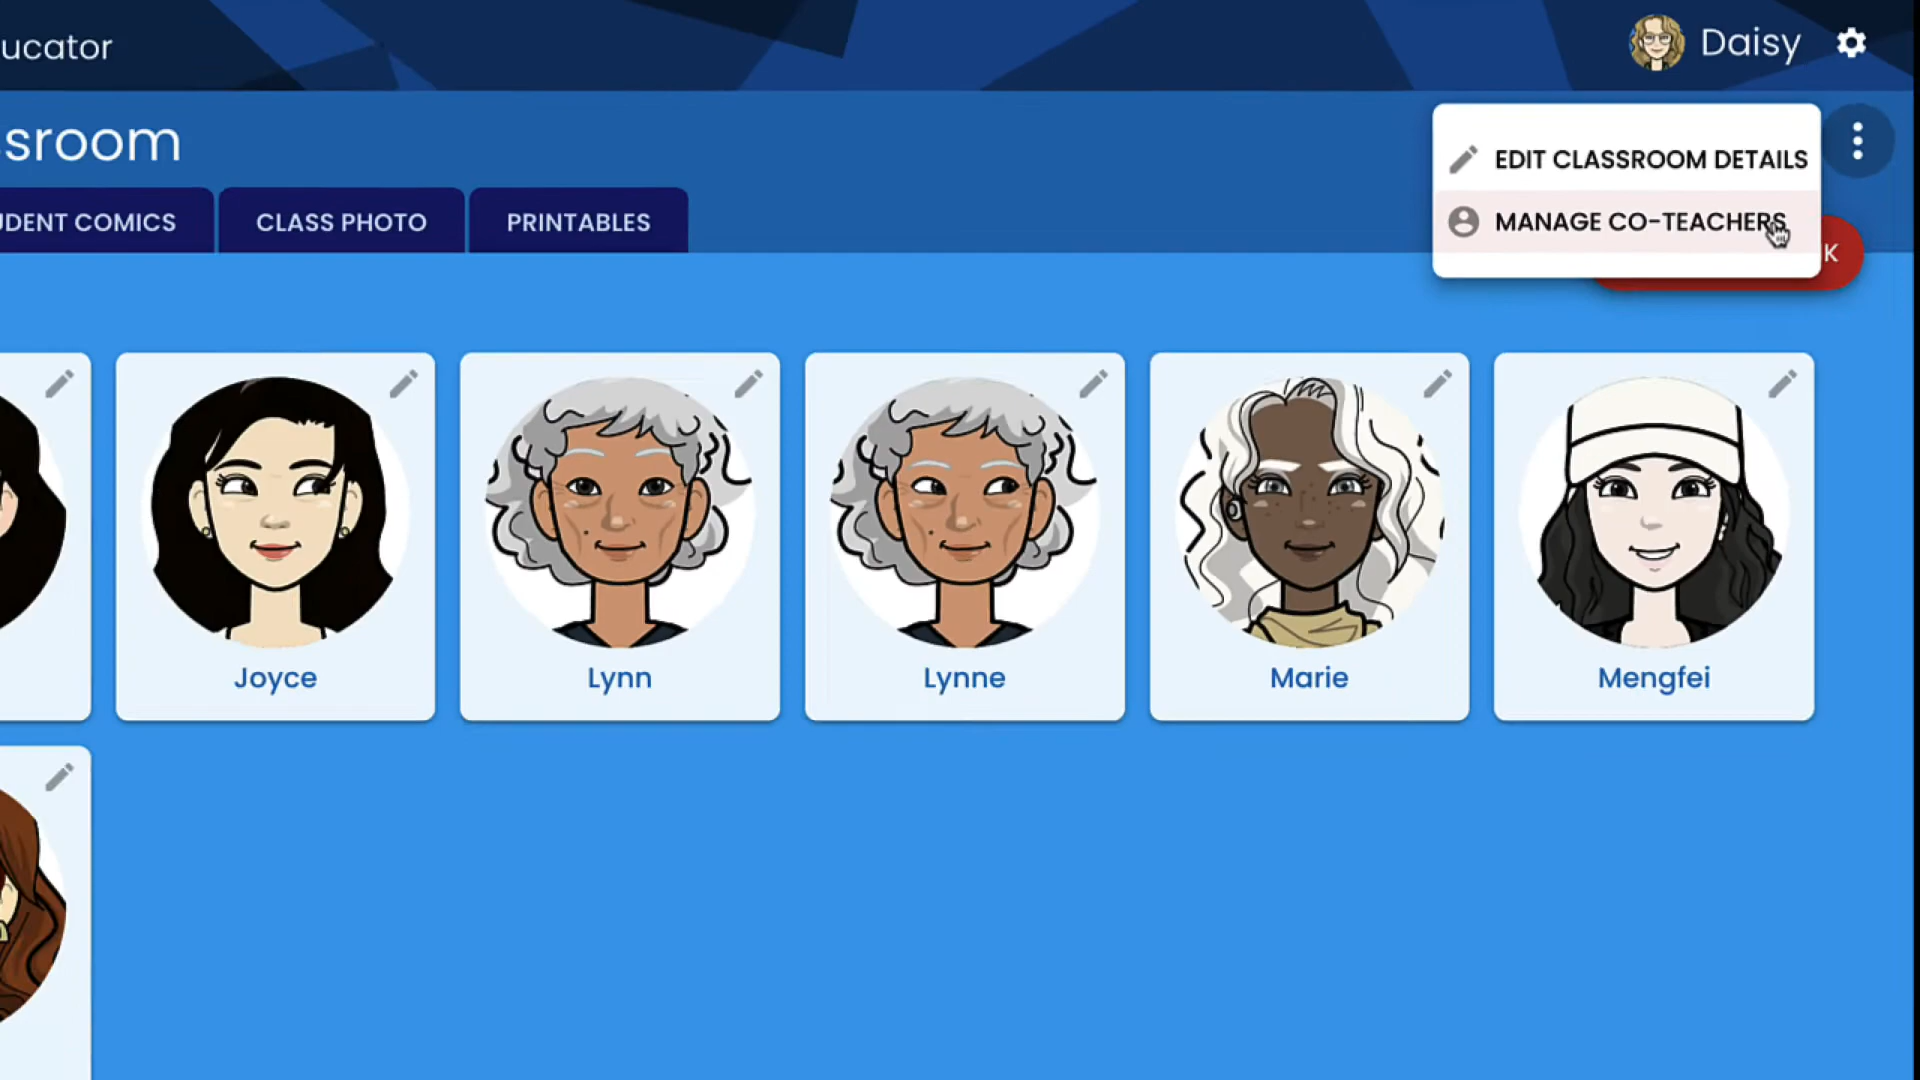 ucator
Daisy
sroom
EDIT CLASSROOM DETAILS
MANAGE CO-TEACHERS
DENT COMICS
CLASS PHOTO
PRINTABLES
K
Joyce
Lynn
Lynne
Marie
Mengfei